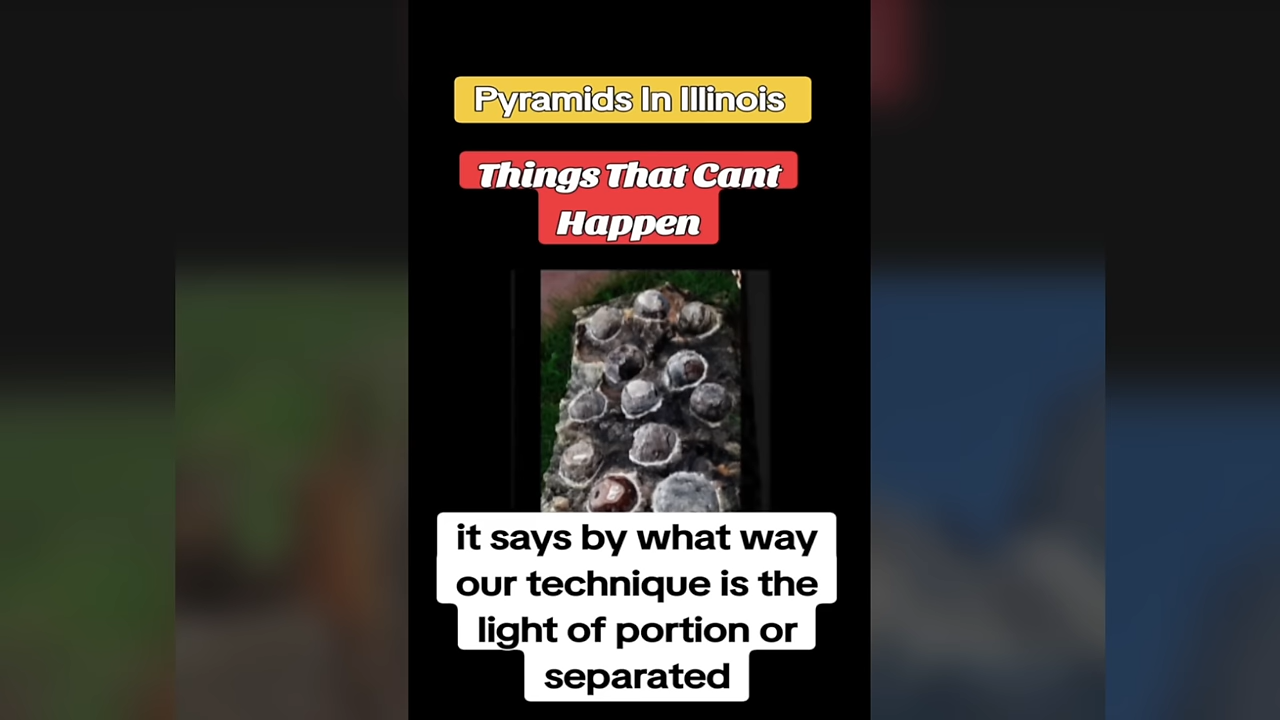 Pyramids In Illinois
Things That Cant
Happen
it says by what way
our technique is the
light of portion or
separated